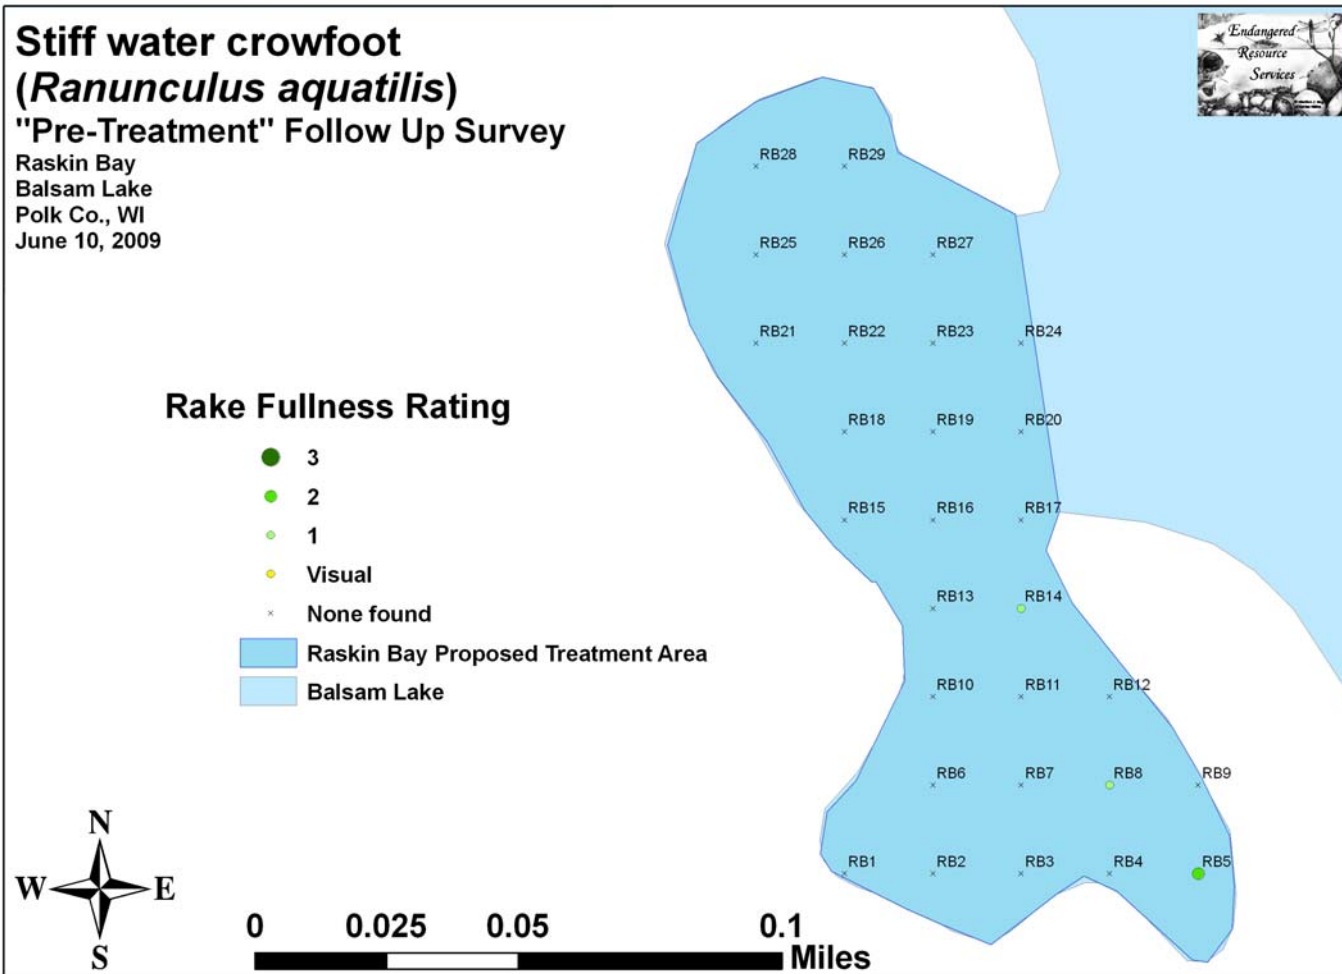 Stiff water crowfoot
(Ranunculus aquatilis)
"Pre-Treatment" Follow Up Survey
Raskin Bay
Balsam Lake
Polk Co., WI
June 10, 2009
Endangered
Resource
Services
RB28 RB29
RB25 RB26 RB27
RB21 RB22 RB23 RB24
RB18 RB19 RB20
RB15 RB16 RB17
RB13 RB14
RB10 RB11 RB12
RB6 RB7 RB8 RB9
RB1 RB2 RB3 RB4 RB5
Rake Fullness Rating
3
2
1
Visual
None found
Raskin Bay Proposed Treatment Area
Balsam Lake
N
W E
S
0 0.025 0.05 0.1
Miles